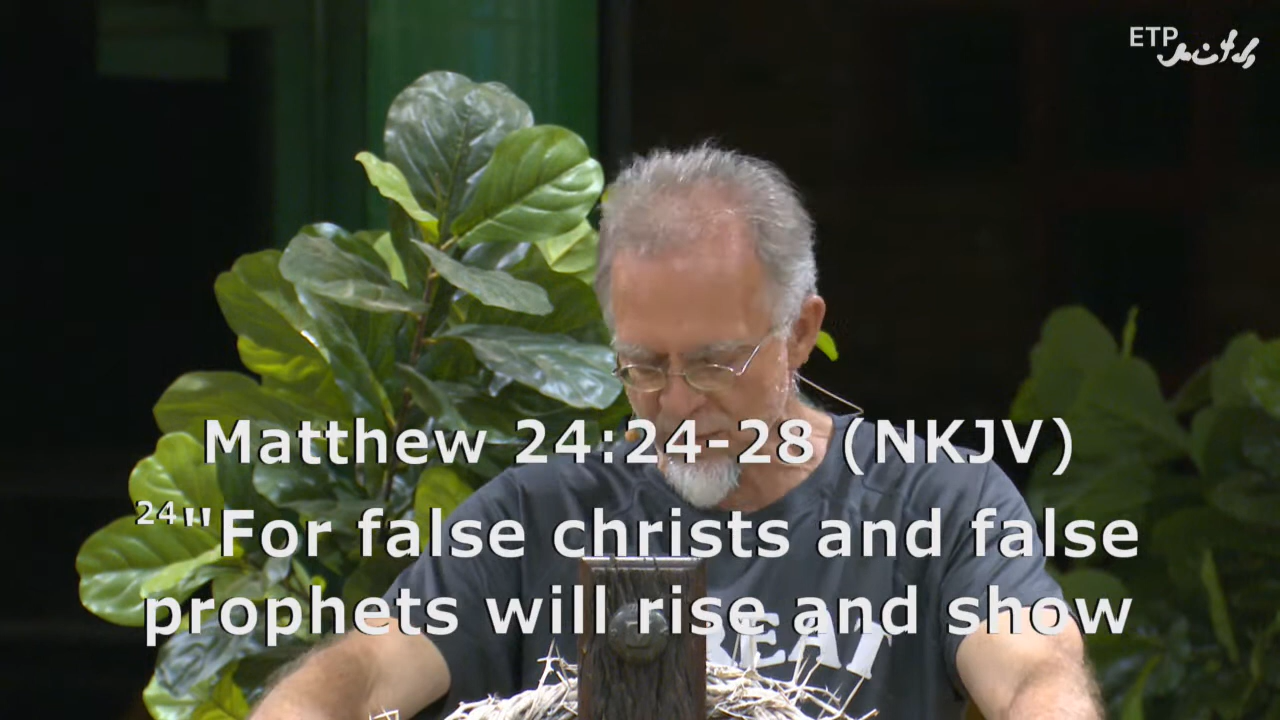 ETP
Matthew 24:24-28 (NKJV)
24"For false christs and false
prophets will rise and show